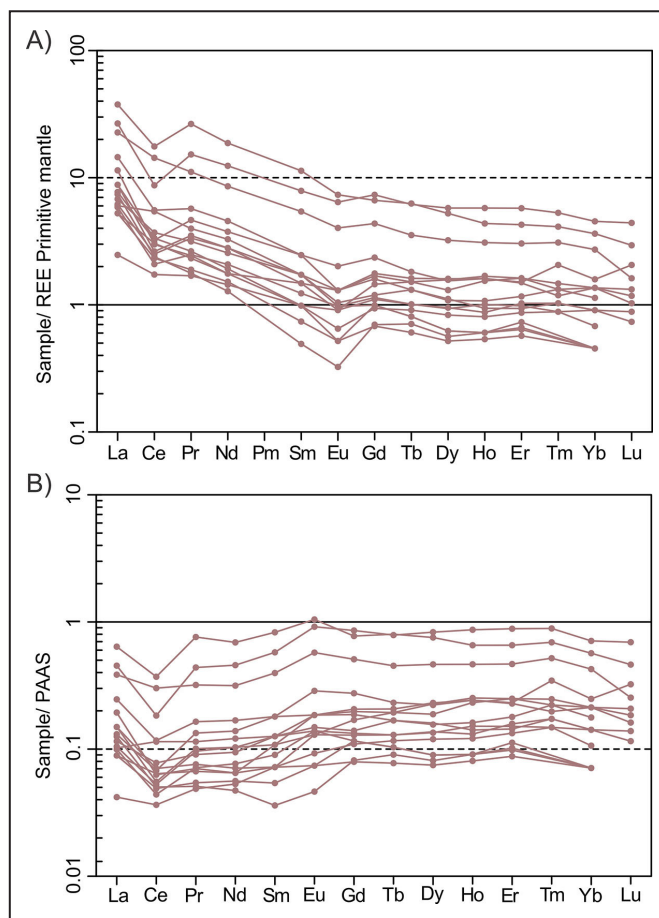 A)
100
10
1
0.1
Sample/ REE Primitive mantle
La Ce Pr Nd Pm Sm Eu Gd Tb Dy Ho Er Tm Yb Lu
B)
10
1
0.1
0.01
Sample/ PAAS
La Ce Pr Nd Sm Eu Gd Tb Dy Ho Er Tm Yb Lu